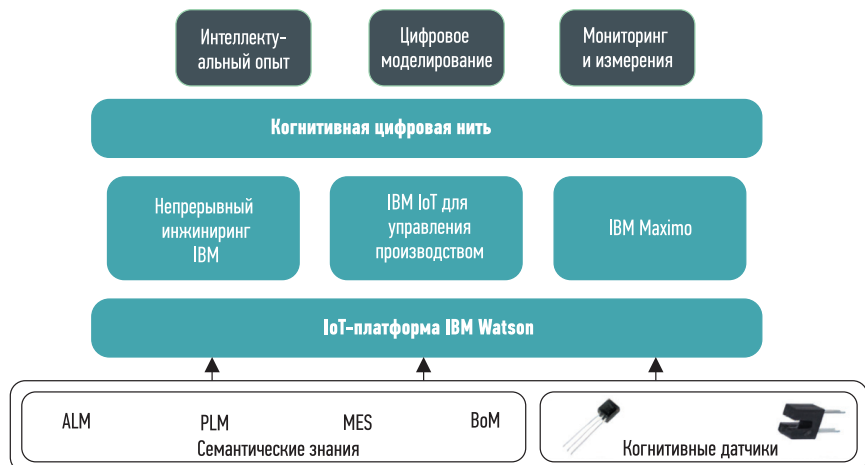 Интеллекту-
альный опыт
Цифровое
моделирование
Мониторинг
и измерения
Когнитивная цифровая нить
Непрерывный
инжиниринг
IBM
IBM IoT для
управления
производством
IBM Maximo
IoT-платформа IBM Watson
ALM
PLM
MES
BoM
Семантические знания
Когнитивные датчики